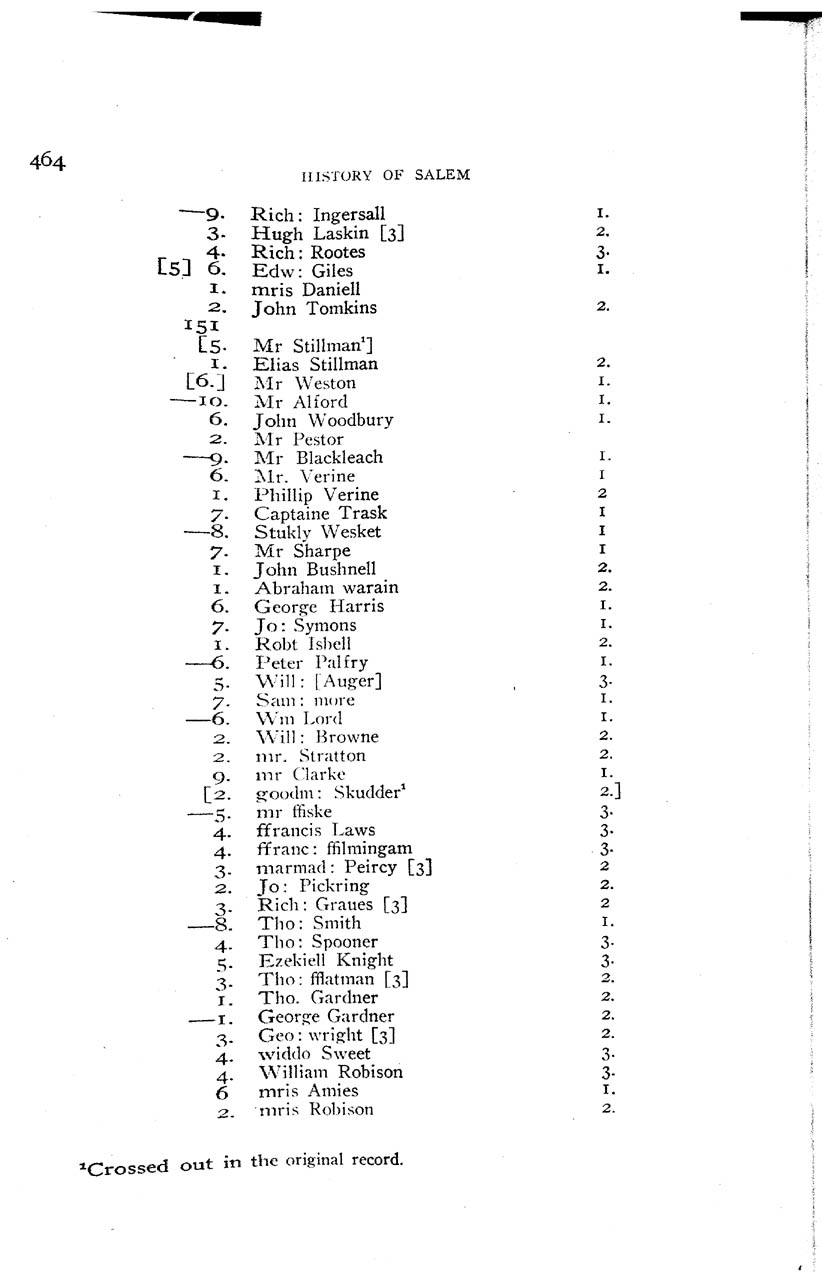 464
HISTORY OF SALEM
—9. Rich: Ingersall 1.
3. Hugh Laskin [3] 2.
4. Rich: Rootes 3.
[5] 6. Edw: Giles 1.
1. mris Daniell
2. John Tomkins 2.
151
[5. Mr Stillman¹]
1. Elias Stillman 2.
[6.] Mr Weston 1.
—10. Mr Alford 1.
6. John Woodbury 1.
2. Mr Pestor
—9. Mr Blackleach 1.
6. Mr. Verine 1
1. Phillip Verine 2
7. Captaine Trask 1
—8. Stukly Wesket 1
7. Mr Sharpe 1
1. John Bushnell 2.
1. Abraham warain 2.
6. George Harris 1.
7. Jo: Symons 1.
1. Robt Isbell 2.
—6. Peter Palfry 1.
5. Will: [Auger] 3.
7. Sam: more 1.
—6. Wm Lord 1.
2. Will: Browne 2.
2. mr. Stratton 2.
9. mr Clarke 1.
[2. goodm: Skudder¹ 2.]
—5. mr ffiske 3.
4. ffrancis Laws 3.
4. ffranc: ffilmingam 3.
3. marmad: Peircy [3] 2
2. Jo: Pickring 2.
3. Rich: Graues [3] 2
—8. Tho: Smith 1.
4. Tho: Spooner 3.
5. Ezekiell Knight 3.
3. Tho: fflatman [3] 2.
1. Tho. Gardner 2.
—1. George Gardner 2.
3. Geo: wright [3] 2.
4. widdo Sweet 3.
4. William Robison 3.
6 mris Amies 1.
2. mris Robison 2.
¹Crossed out in the original record.